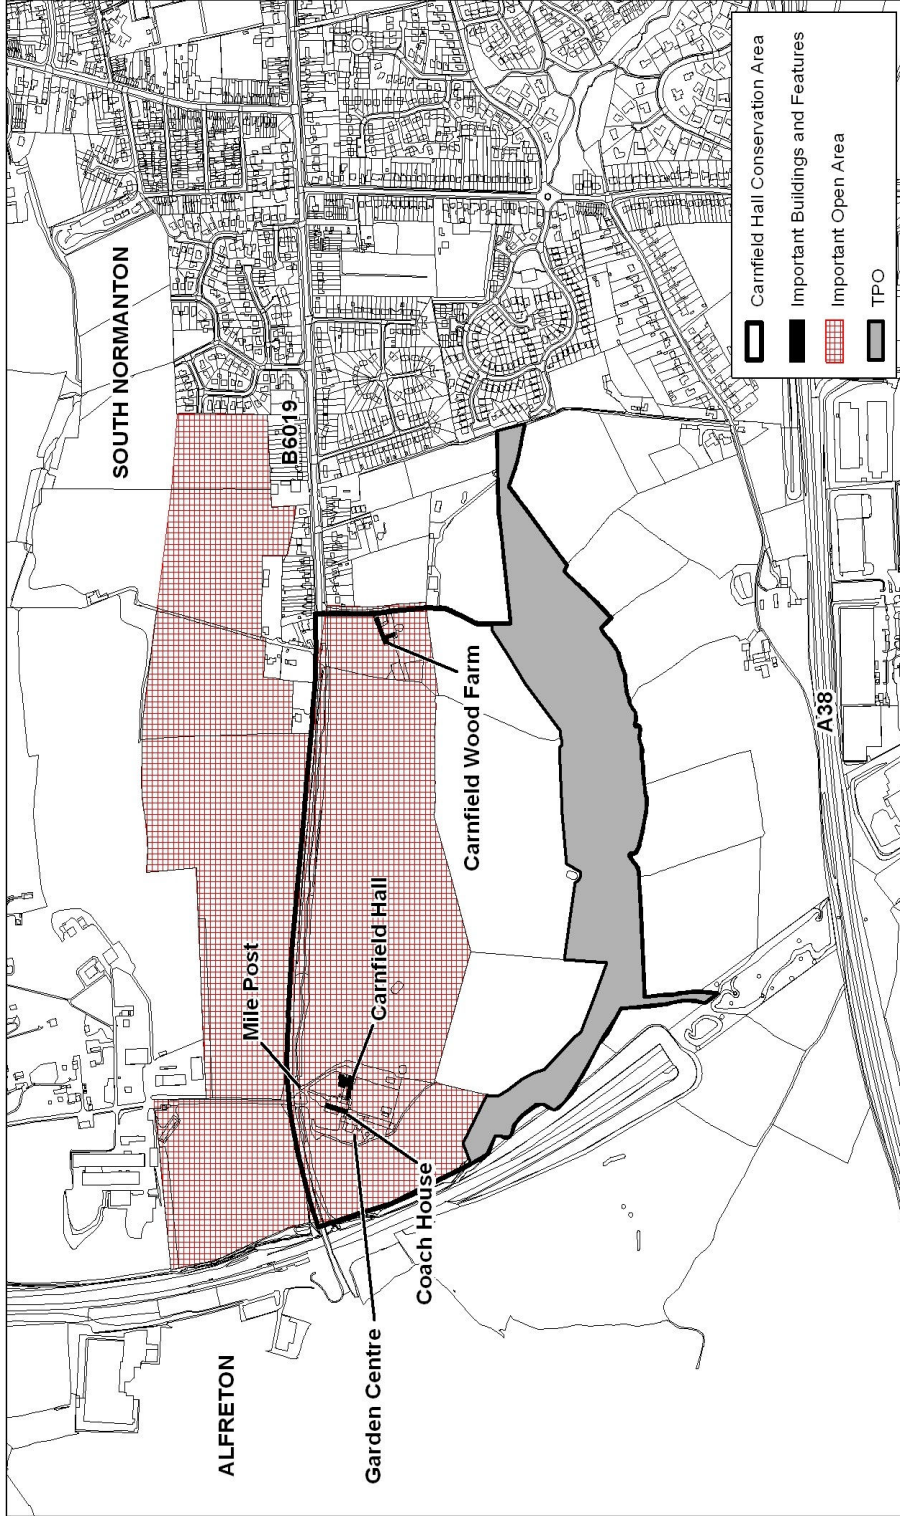 ALFRETON
SOUTH NORMANTON
B6019
Mile Post
Carnfield Hall
Garden Centre
Coach House
Carnfield Wood Farm
A38
Carnfield Hall Conservation Area
Important Buildings and Features
Important Open Area
TPO